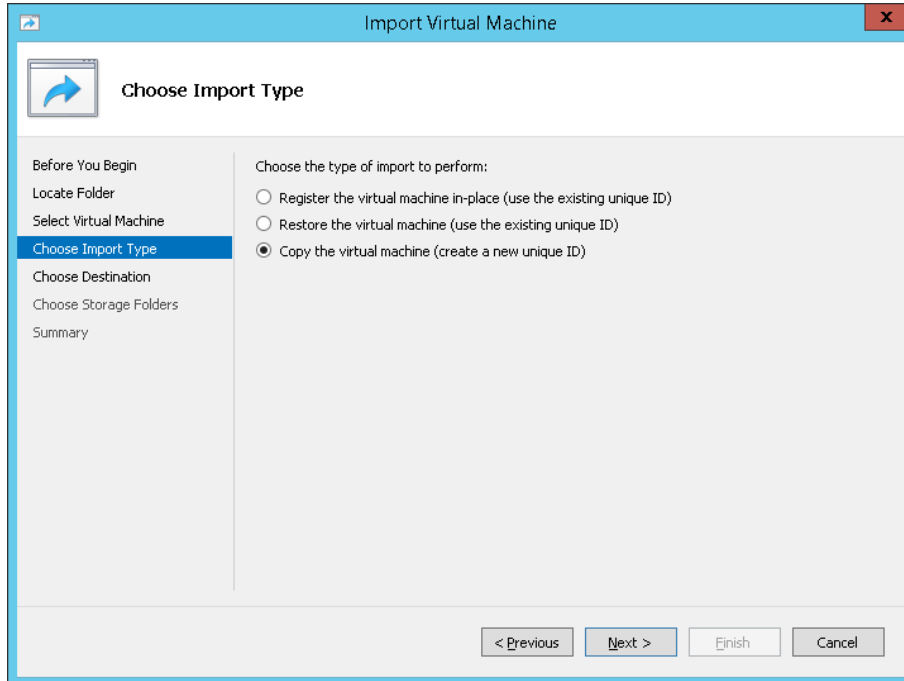 Import Virtual Machine
x
Choose Import Type
Before You Begin
Locate Folder
Select Virtual Machine
Choose Import Type
Choose Destination
Choose Storage Folders
Summary
Choose the type of import to perform:
Register the virtual machine in-place (use the existing unique ID)
Restore the virtual machine (use the existing unique ID)
Copy the virtual machine (create a new unique ID)
< Previous
Next >
Finish
Cancel